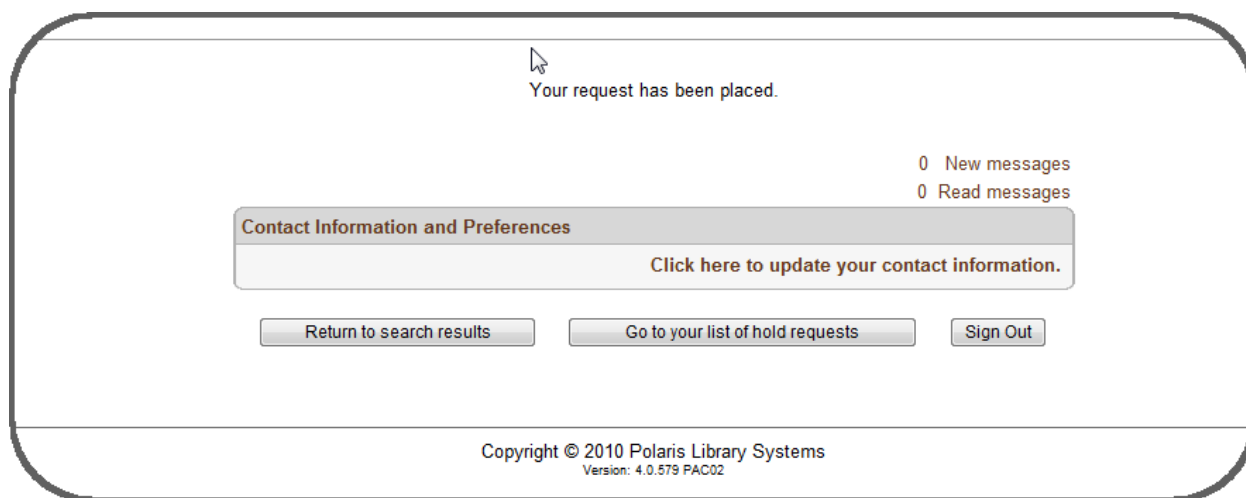 Your request has been placed.
0 New messages
0 Read messages
Contact Information and Preferences
Click here to update your contact information.
Return to search results Go to your list of hold requests Sign Out
Copyright © 2010 Polaris Library Systems
Version: 4.0.579 PAC02